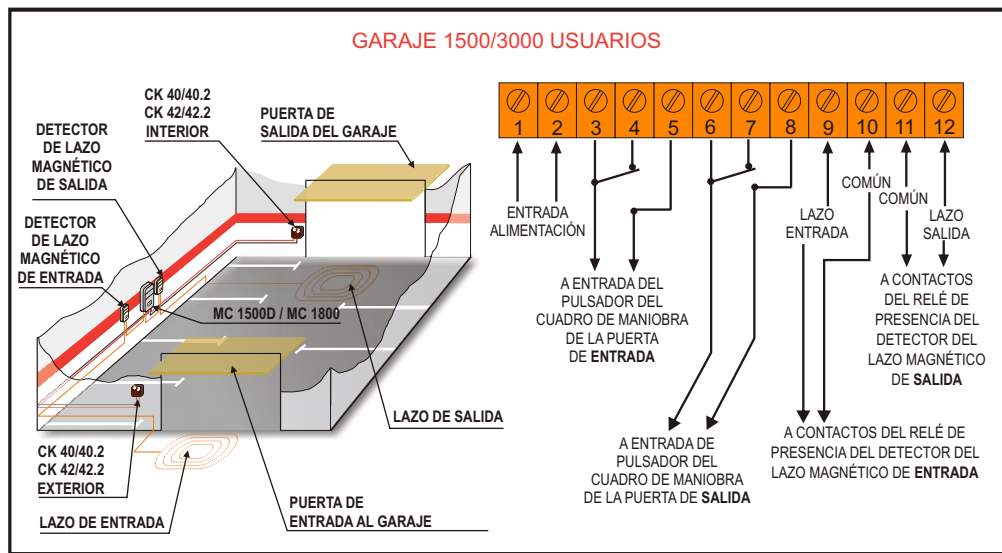 GARAJE 1500/3000 USUARIOS
CK 40/40.2
CK 42/42.2
INTERIOR
PUERTA DE
SALIDA DEL GARAJE
DETECTOR
DE LAZO
MAGNÉTICO
DE SALIDA
DETECTOR
DE LAZO
MAGNÉTICO
DE ENTRADA
MC 1500D / MC 1800
LAZO DE SALIDA
CK 40/40.2
CK 42/42.2
EXTERIOR
LAZO DE ENTRADA
PUERTA DE
ENTRADA AL GARAJE
1 2 3 4 5 6 7 8 9 10 11 12
ENTRADA
ALIMENTACIÓN
LAZO
ENTRADA
COMÚN
COMÚN
LAZO
SALIDA
A ENTRADA DEL
PULSADOR DEL
CUADRO DE MANIOBRA
DE LA PUERTA
DE ENTRADA
A ENTRADA DE
PULSADOR DEL
CUADRO DE MANIOBRA
DE LA PUERTA DE SALIDA
A CONTACTOS DEL RELÉ DE
PRESENCIA DEL DETECTOR DEL
LAZO MAGNÉTICO DE ENTRADA
A CONTACTOS
DEL RELÉ DE
PRESENCIA DEL
DETECTOR DEL
LAZO MAGNÉTICO
DE SALIDA